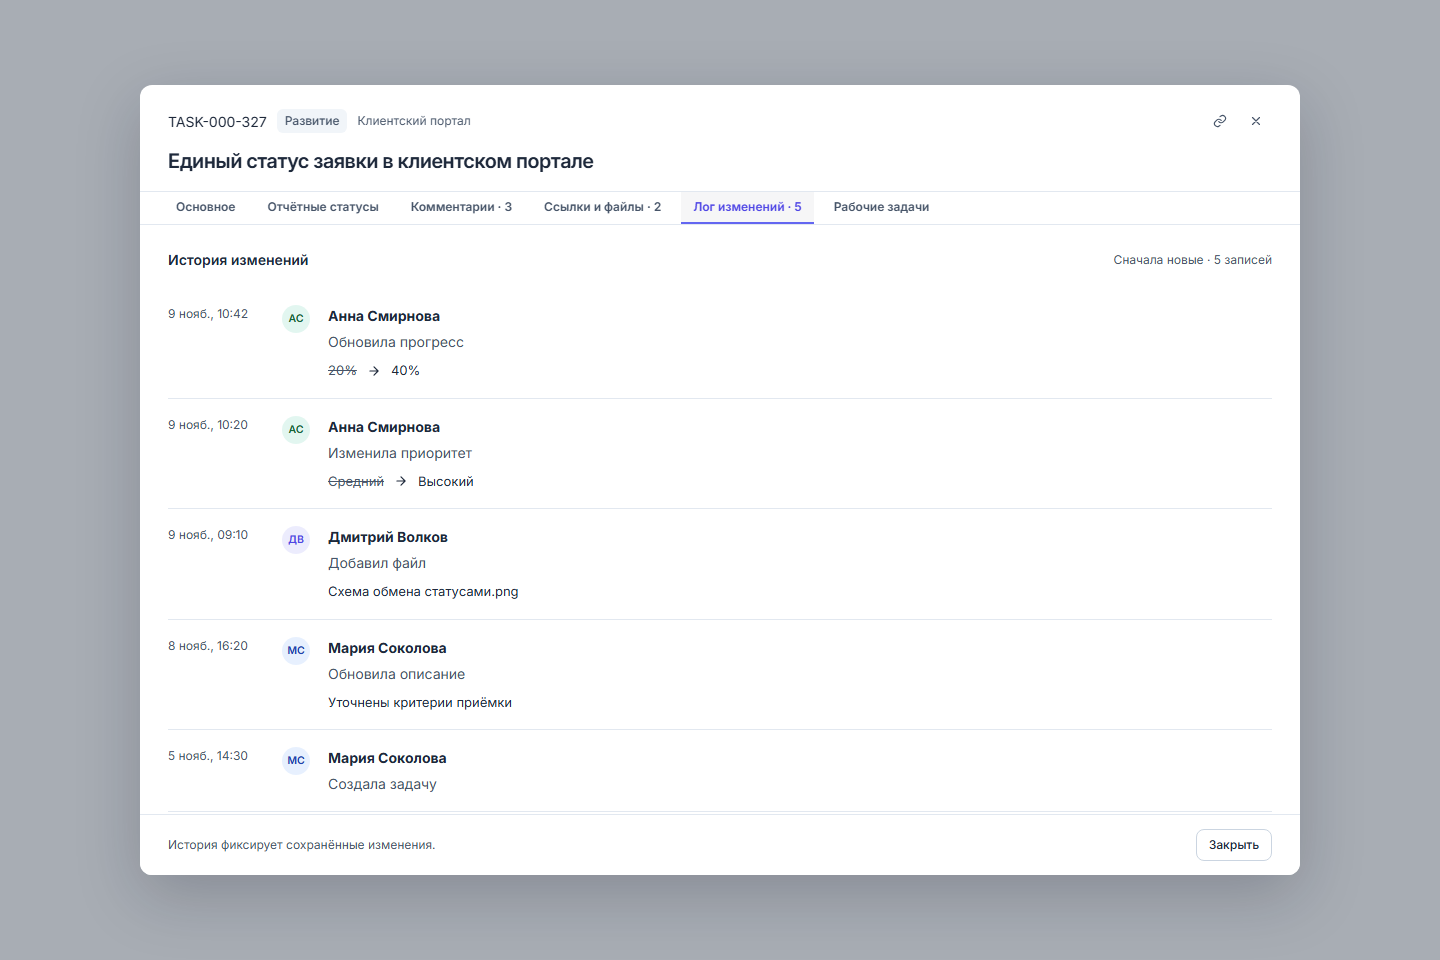 TASK-000-327 Развитие Клиентский портал
Единый статус заявки в клиентском портале
Основное Отчётные статусы Комментарии · 3 Ссылки и файлы · 2 Лог изменений · 5 Рабочие задачи
История изменений Сначала новые · 5 записей
9 нояб., 10:42 АС Анна Смирнова
Обновила прогресс
20% → 40%
9 нояб., 10:20 АС Анна Смирнова
Изменила приоритет
Средний → Высокий
9 нояб., 09:10 ДВ Дмитрий Волков
Добавил файл
Схема обмена статусами.png
8 нояб., 16:20 МС Мария Соколова
Обновила описание
Уточнены критерии приёмки
5 нояб., 14:30 МС Мария Соколова
Создала задачу
История фиксирует сохранённые изменения. Закрыть